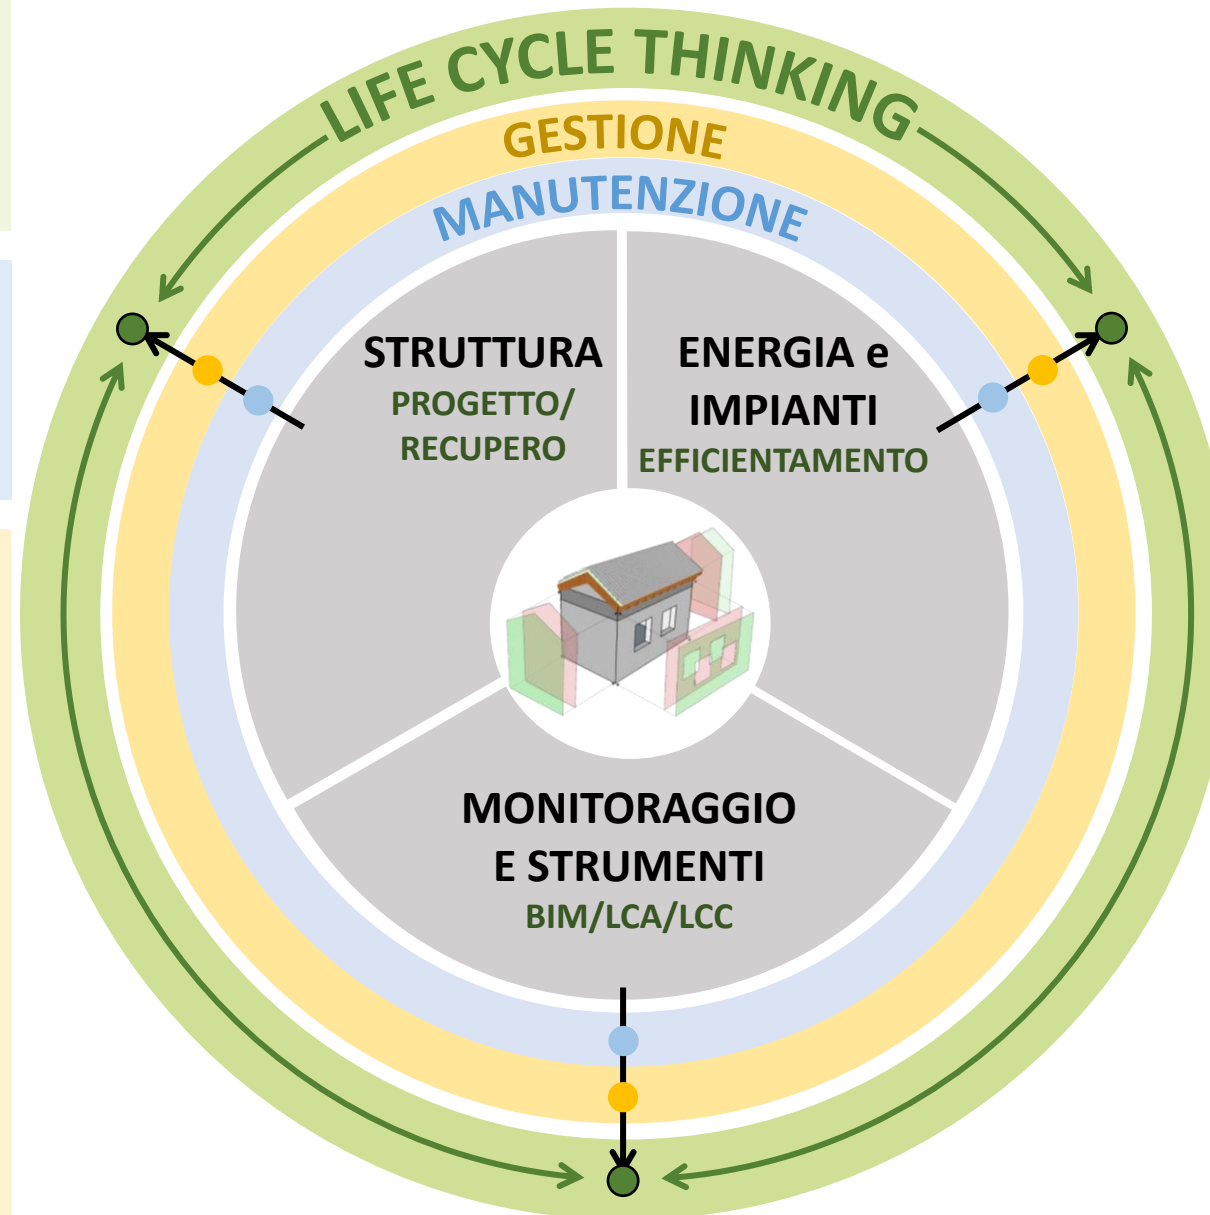 LIFE CYCLE THINKING
GESTIONE
MANUTENZIONE
STRUTTURA
PROGETTO/
RECUPERO
ENERGIA e
IMPIANTI
EFFICIENTAMENTO
MONITORAGGIO
E STRUMENTI
BIM/LCA/LCC